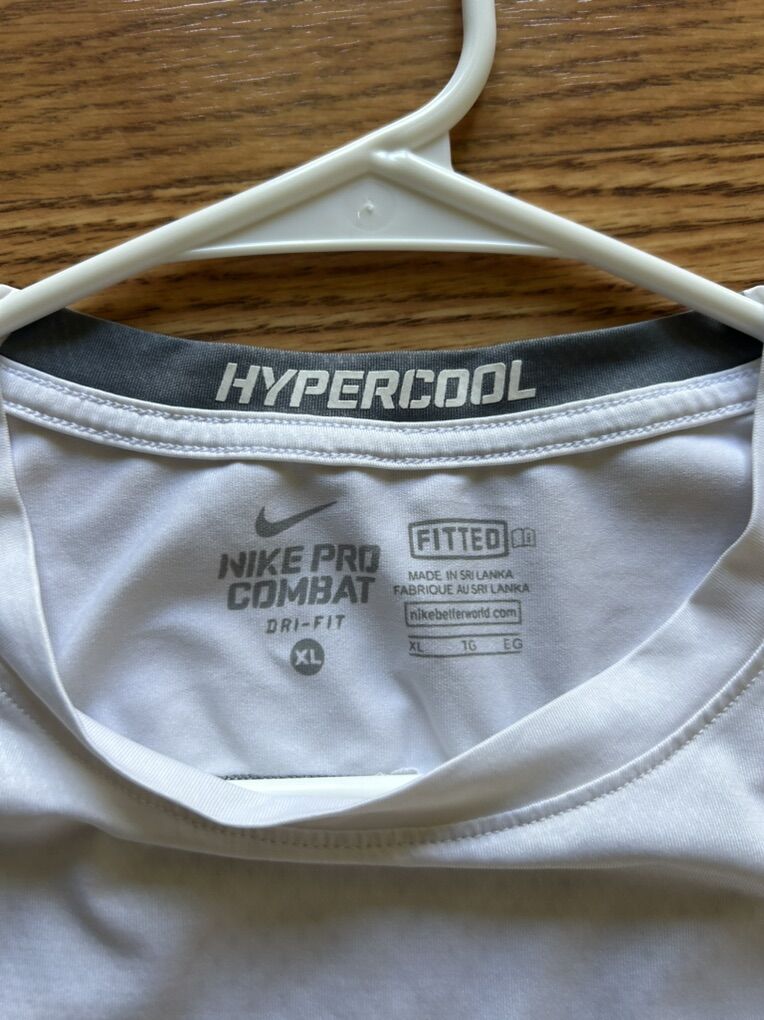 HYPERCOOL
NIKE PRO
COMBAT
DRI-FIT
XL
FITTED
MADE IN SRI LANKA
FABRIQUE AU SRI LANKA
nikebetterworld.com
XL TG EG